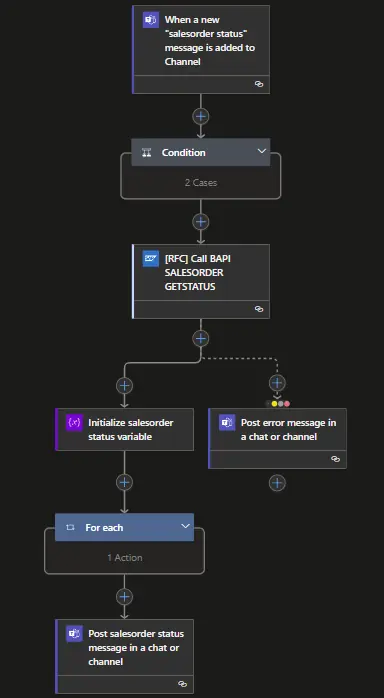 When a new
"salesorder status"
message is added to
Channel
Condition
2 Cases
[RFC] Call BAPI
SALESORDER
GETSTATUS
Initialize salesorder
status variable
Post error message in
a chat or channel
For each
1 Action
Post salesorder status
message in a chat or
channel